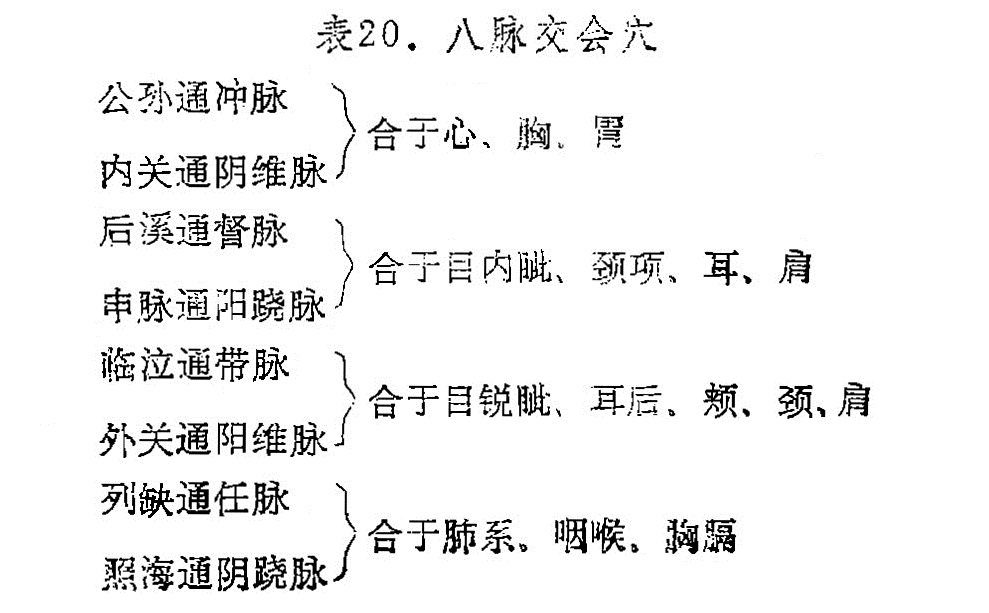 表20. 八脉交会穴
公孙通冲脉
合于心、胸、胃
内关通阴维脉
后溪通督脉
合于目内眦、颈项、耳、肩
申脉通阳跷脉
临泣通带脉
合于目锐眦、耳后、颊、颈、肩
外关通阳维脉
列缺通任脉
合于肺系、咽喉、胸膈
照海通阴跷脉